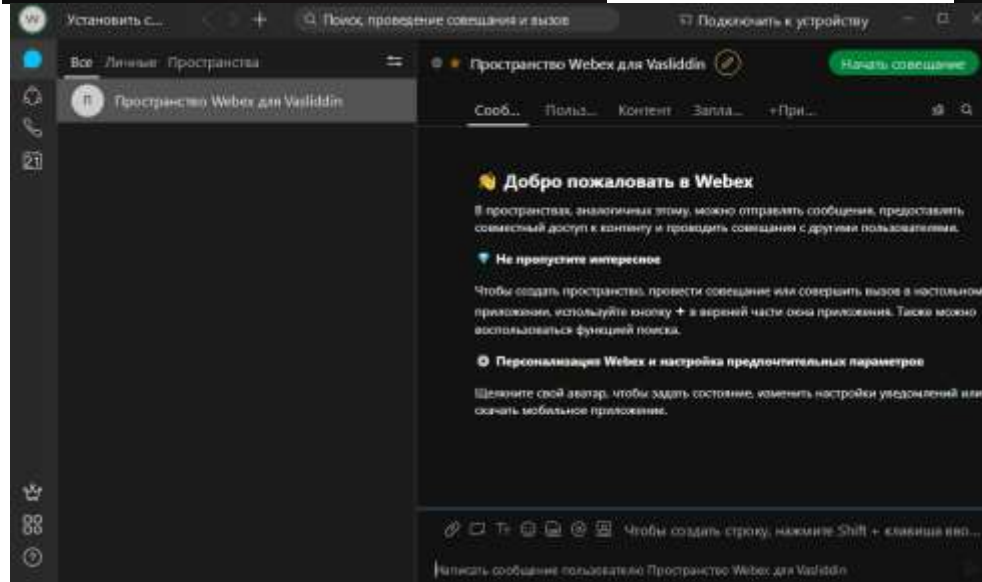 W Установить с... + Поиск, проведение совещания и вызов Подключить к устройству
Все Личные Пространства
П Пространство Webex для Vasliddin
21
Пространство Webex для Vasliddin Начать совещание
Сооб... Польз... Контент Запла... +При...
Добро пожаловать в Webex
В пространствах, аналогичных этому, можно отправлять сообщения, предоставлять
совместный доступ к контенту и проводить совещания с другими пользователями.
Не пропустите интересное
Чтобы создать пространство, провести совещание или совершить вызов в настольном
приложении, используйте кнопку + в верхней части окна приложения. Также можно
воспользоваться функцией поиска.
Персонализация Webex и настройка предпочтительных параметров
Щелкните свой аватар, чтобы задать состояние, изменить настройки уведомлений или
скачать мобильное приложение.
Чтобы создать строку, нажмите Shift + клавиша вво...
Написать сообщение пользователю Пространство Webex для Vasliddin